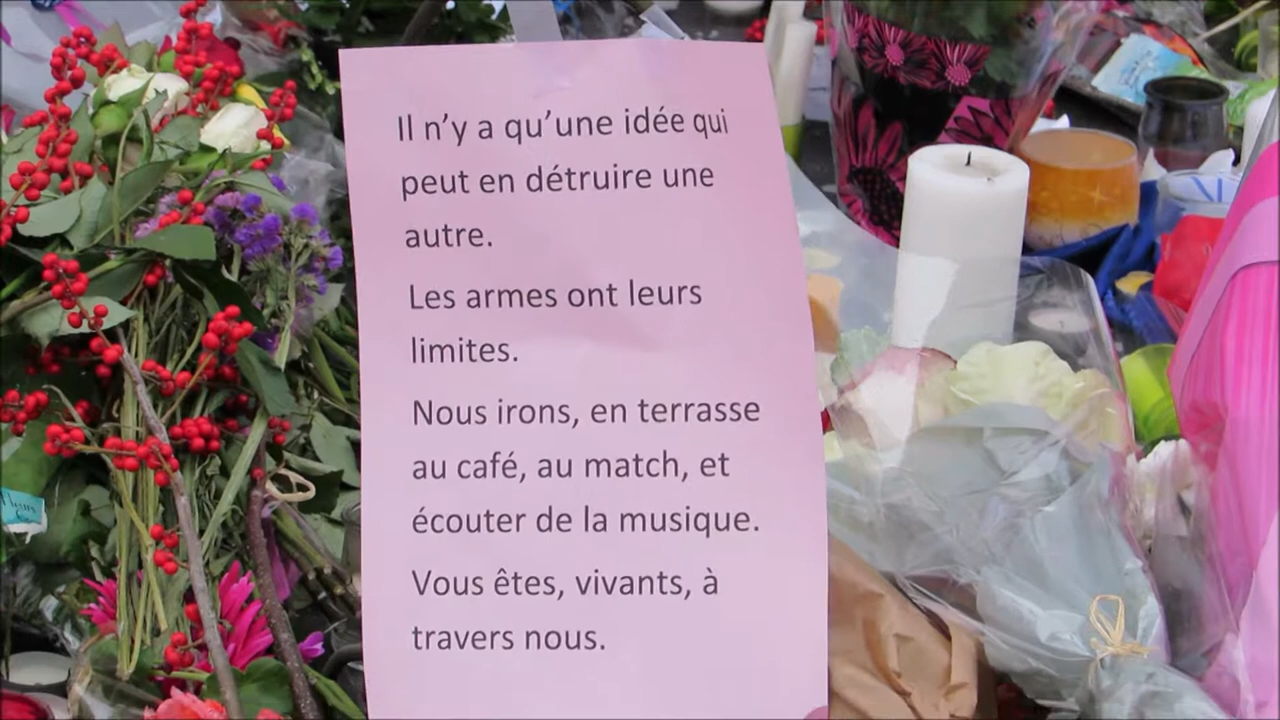 Il n'y a qu'une idée qui
peut en détruire une
autre.
Les armes ont leurs
limites.
Nous irons, en terrasse
au café, au match, et
écouter de la musique.
Vous êtes, vivants, à
travers nous.